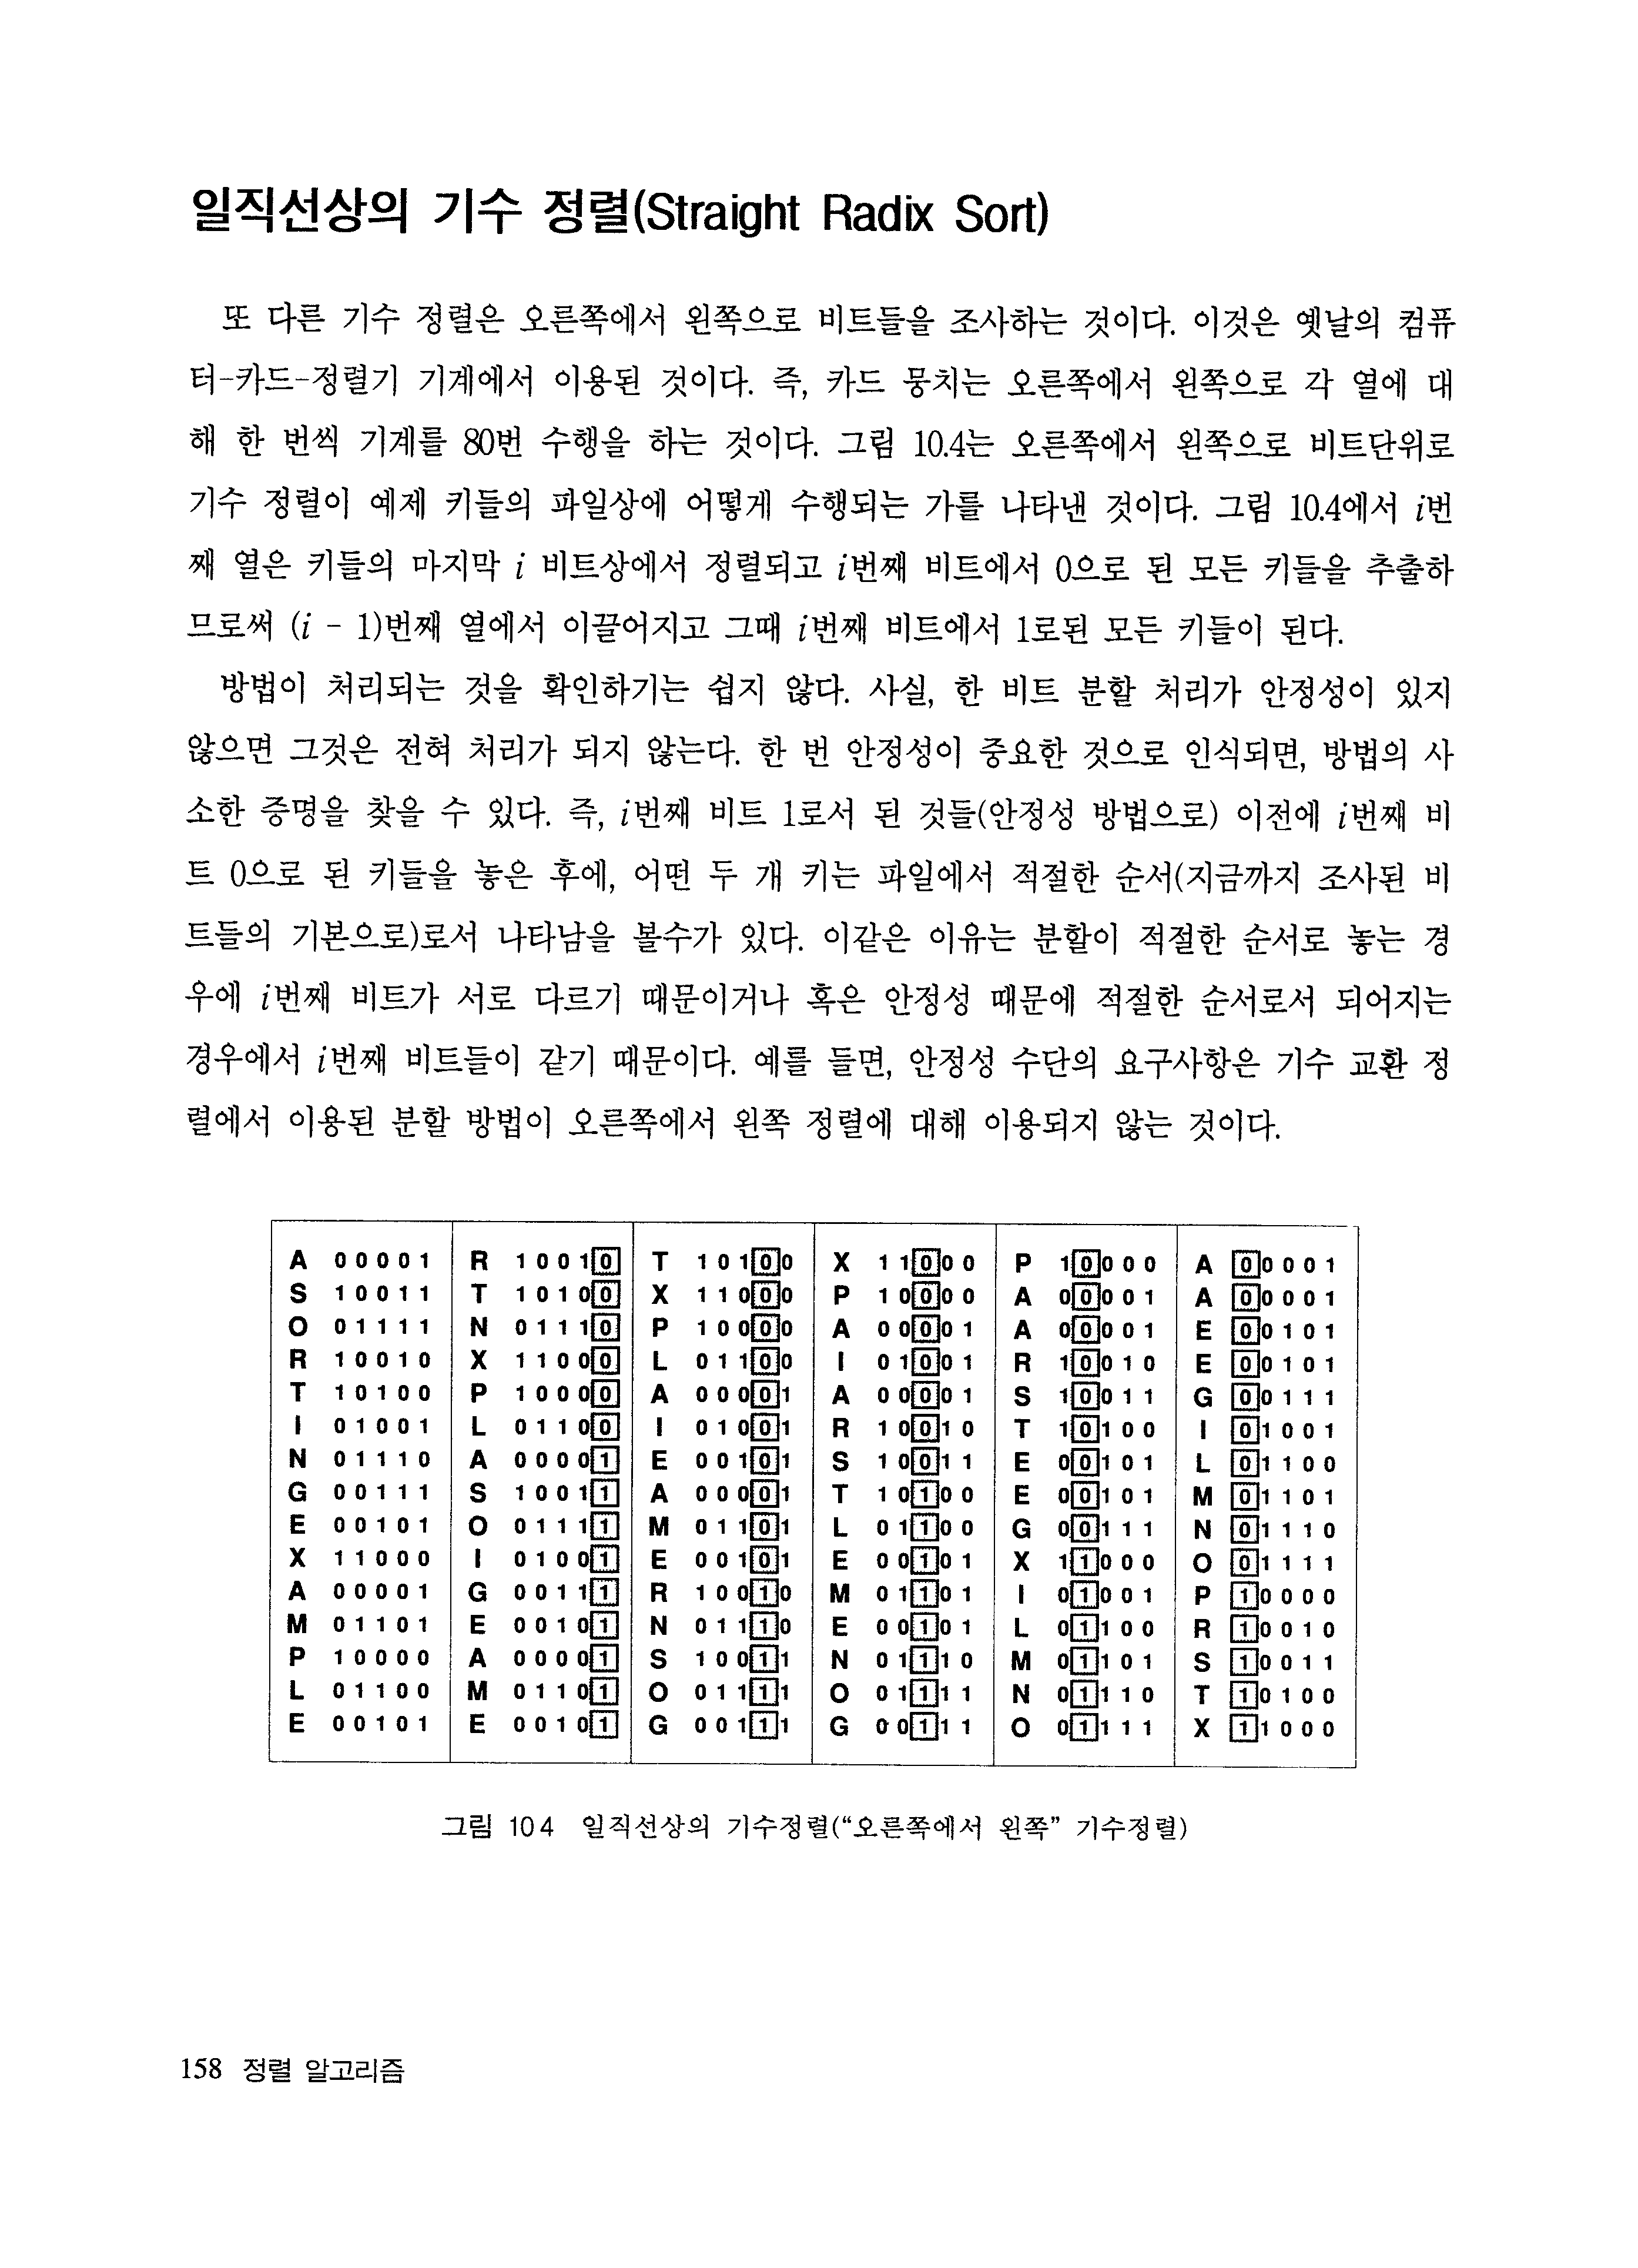 일직선상의 기수 정렬(Straight Radix Sort)
또 다른 기수 정렬은 오른쪽에서 왼쪽으로 비트들을 조사하는 것이다. 이것은 옛날의 컴퓨
터-카드-정렬기 기계에서 이용된 것이다. 즉, 카드 뭉치는 오른쪽에서 왼쪽으로 각 열에 대
해 한 번씩 기계를 80번 수행을 하는 것이다. 그림 10.4는 오른쪽에서 왼쪽으로 비트단위로
기수 정렬이 예제 키들의 파일상에 어떻게 수행되는 가를 나타낸 것이다. 그림 10.4에서 i번
째 열은 키들의 마지막 i 비트상에서 정렬되고 i번째 비트에서 0으로 된 모든 키들을 추출하
므로써 (i - 1)번째 열에서 이끌어지고 그때 i번째 비트에서 1로된 모든 키들이 된다.
방법이 처리되는 것을 확인하기는 쉽지 않다. 사실, 한 비트 분할 처리가 안정성이 있지
않으면 그것은 전혀 처리가 되지 않는다. 한 번 안정성이 중요한 것으로 인식되면, 방법의 사
소한 증명을 찾을 수 있다. 즉, i번째 비트 1로서 된 것들(안정성 방법으로) 이전에 i번째 비
트 0으로 된 키들을 놓은 후에, 어떤 두 개 키는 파일에서 적절한 순서(지금까지 조사된 비
트들의 기본으로)로서 나타남을 볼수가 있다. 이같은 이유는 분할이 적절한 순서로 놓는 경
우에 i번째 비트가 서로 다르기 때문이거나 혹은 안정성 때문에 적절한 순서로서 되어지는
경우에서 i번째 비트들이 같기 때문이다. 예를 들면, 안정성 수단의 요구사항은 기수 교환 정
렬에서 이용된 분할 방법이 오른쪽에서 왼쪽 정렬에 대해 이용되지 않는 것이다.
A 00001 R 10010 T 10100 X 11000 P 10000 A 00001
S 10011 T 10100 X 11000 P 10000 A 00001 A 00001
O 01111 N 01110 P 10000 A 00001 A 00001 E 00101
R 10010 X 11000 L 01100 I 01001 R 10010 E 00101
T 10100 P 10000 A 00001 A 00001 S 10011 G 00111
I 01001 L 01100 I 01001 R 10010 T 10100 I 01001
N 01110 A 00001 E 00101 S 10011 E 00101 L 01100
G 00111 S 10011 A 00001 T 10100 E 00101 M 01101
E 00101 O 01111 M 01101 L 01100 G 00111 N 01110
X 11000 I 01001 E 00101 E 00101 X 11000 O 01111
A 00001 G 00111 R 10010 M 01101 I 01001 P 10000
M 01101 E 00101 N 01110 E 00101 L 01100 R 10010
P 10000 A 00001 S 10011 N 01110 M 01101 S 10011
L 01100 M 01101 O 01111 O 01111 N 01110 T 10100
E 00101 E 00101 G 00111 G 00111 O 01111 X 11000
그림 10 4 일직선상의 기수정렬(“오른쪽에서 왼쪽” 기수정렬)
158 정렬 알고리즘